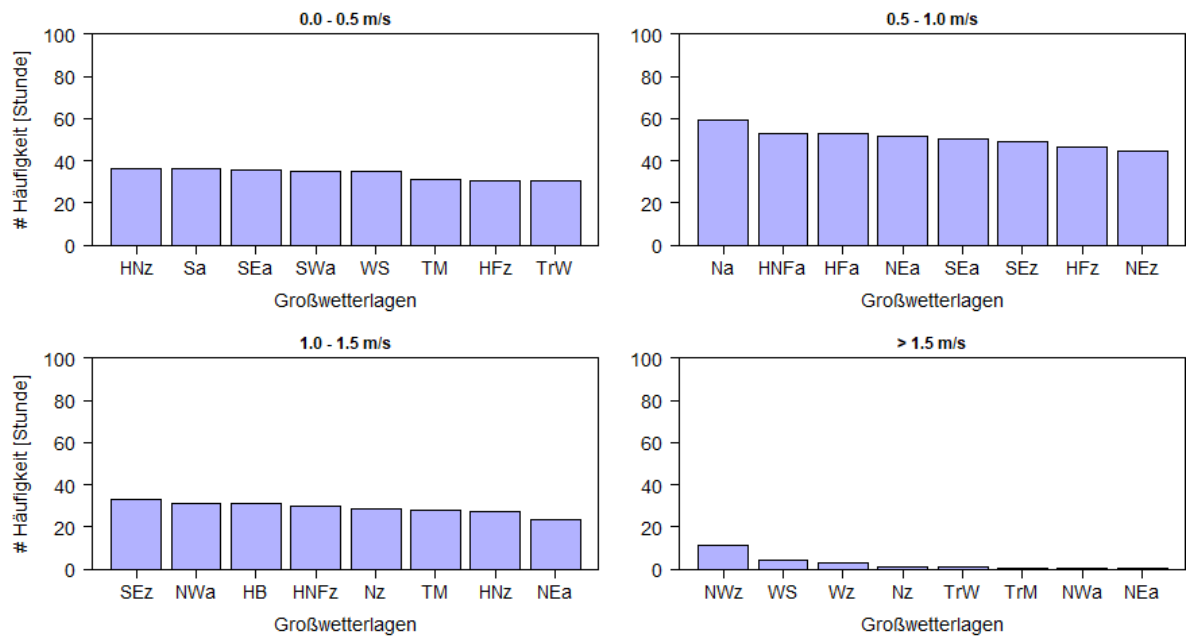 0.0 - 0.5 m/s
# Häufigkeit [Stunde]
100
80
60
40
20
0
HNz Sa SEa SWa WS TM HFz TrW
Großwetterlagen
0.5 - 1.0 m/s
100
80
60
40
20
0
Na HNFa HFa NEa SEa SEz HFz NEz
Großwetterlagen
1.0 - 1.5 m/s
# Häufigkeit [Stunde]
100
80
60
40
20
0
SEz NWa HB HNFz Nz TM HNz NEa
Großwetterlagen
> 1.5 m/s
100
80
60
40
20
0
NWz WS Wz Nz TrW TrM NWa NEa
Großwetterlagen